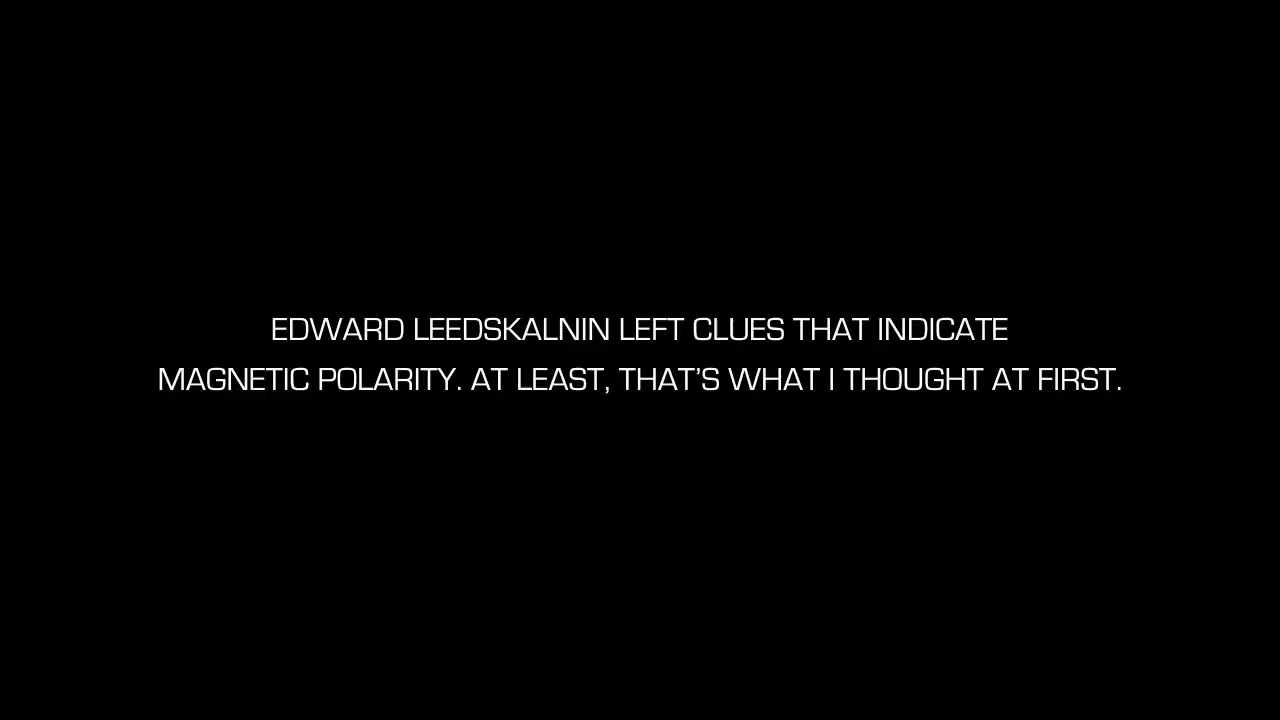 EDWARD LEEDSKALNIN LEFT CLUES THAT INDICATE
MAGNETIC POLARITY. AT LEAST, THAT'S WHAT I THOUGHT AT FIRST.